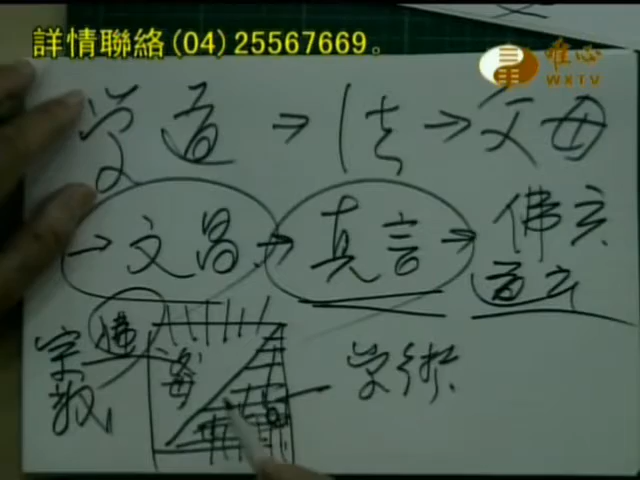 詳情聯絡(04)25567669。
唯心
WXTV
学道→法→父母
→文昌→真言→佛玄
道玄
宗教
佛
学術